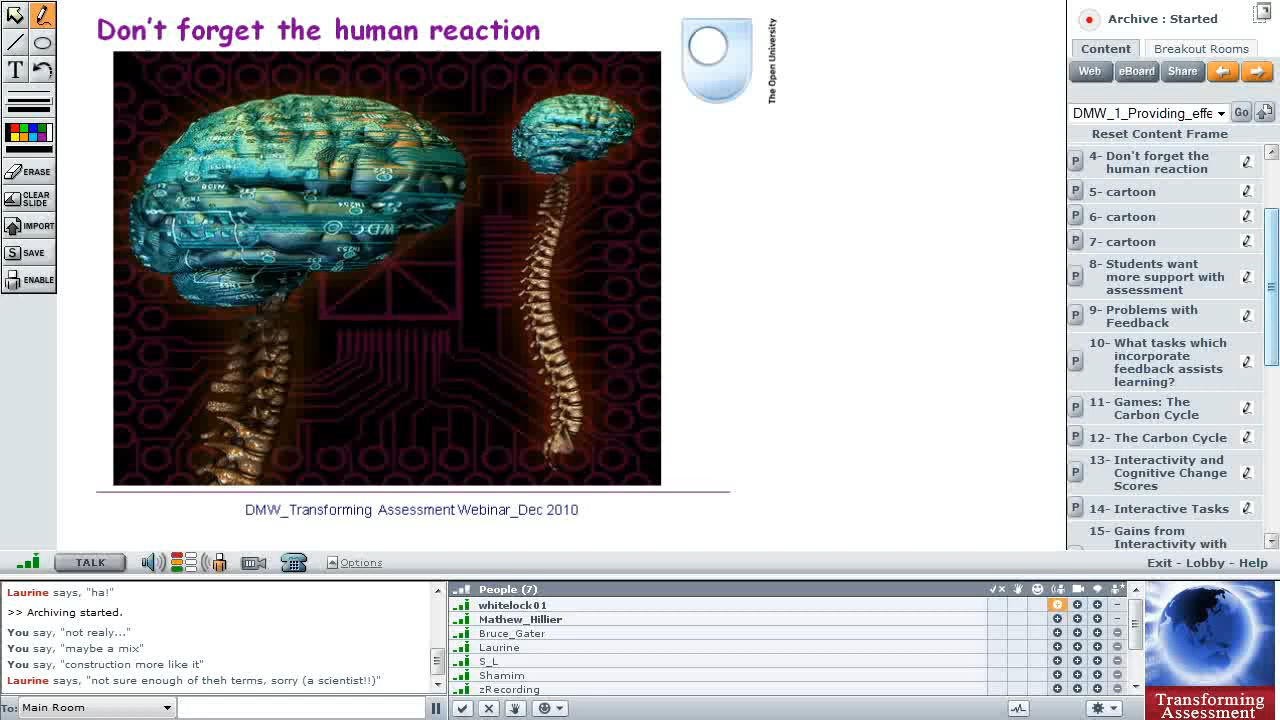 Don't forget the human reaction
The Open University
DMW_Transforming Assessment Webinar_Dec 2010
T
ERASE
CLEAR
SLIDE
IMPORT
S SAVE
ENABLE
Archive : Started
Content
Breakout Rooms
Web
eBoard
Share
DMW_1_Providing_effe
Go
Reset Content Frame
P 4- Don't forget the
human reaction
P 5- cartoon
P 6- cartoon
P 7- cartoon
P 8- Students want
more support with
assessment
P 9- Problems with
Feedback
P 10- What tasks which
incorporate
feedback assists
learning?
P 11- Games: The
Carbon Cycle
P 12- The Carbon Cycle
P 13- Interactivity and
Cognitive Change
Scores
P 14- Interactive Tasks
15- Gains from
Interactivity with
TALK
Options
Exit - Lobby - Help
Laurine says, "ha!"
>> Archiving started.
You say, "not realy..."
You say, "maybe a mix"
You say, "construction more like it"
Laurine says, "not sure enough of theh terms, sorry (a scientist!!)"
To: Main Room
People (7)
whitelock01
Mathew_Hillier
Bruce_Gater
Laurine
S_L
Shamim
zRecording
Transforming
Assessment